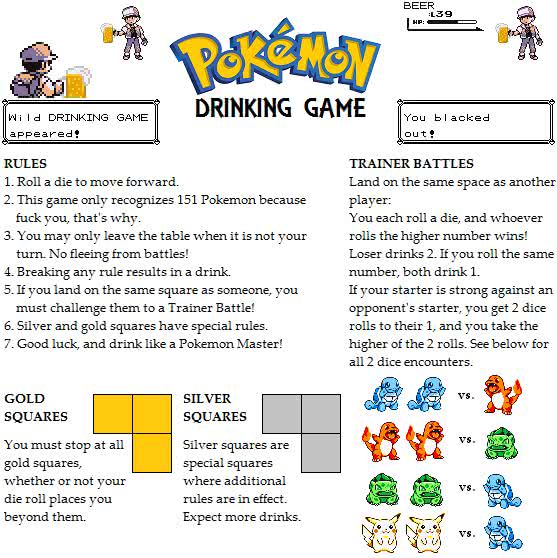 BEER
:L39
HP:
POKéMON
DRINKING GAME
Wild DRINKING GAME
appeared!
You blacked
out!
RULES
1. Roll a die to move forward.
2. This game only recognizes 151 Pokemon because
fuck you, that's why.
3. You may only leave the table when it is not your
turn. No fleeing from battles!
4. Breaking any rule results in a drink.
5. If you land on the same square as someone, you
must challenge them to a Trainer Battle!
6. Silver and gold squares have special rules.
7. Good luck, and drink like a Pokemon Master!
TRAINER BATTLES
Land on the same space as another
player:
You each roll a die, and whoever
rolls the higher number wins!
Loser drinks 2. If you roll the same
number, both drink 1.
If your starter is strong against an
opponent's starter, you get 2 dice
rolls to their 1, and you take the
higher of the 2 rolls. See below for
all 2 dice encounters.
GOLD
SQUARES
You must stop at all
gold squares,
whether or not your
die roll places you
beyond them.
SILVER
SQUARES
Silver squares are
special squares
where additional
rules are in effect.
Expect more drinks.
vs.
vs.
vs.
vs.